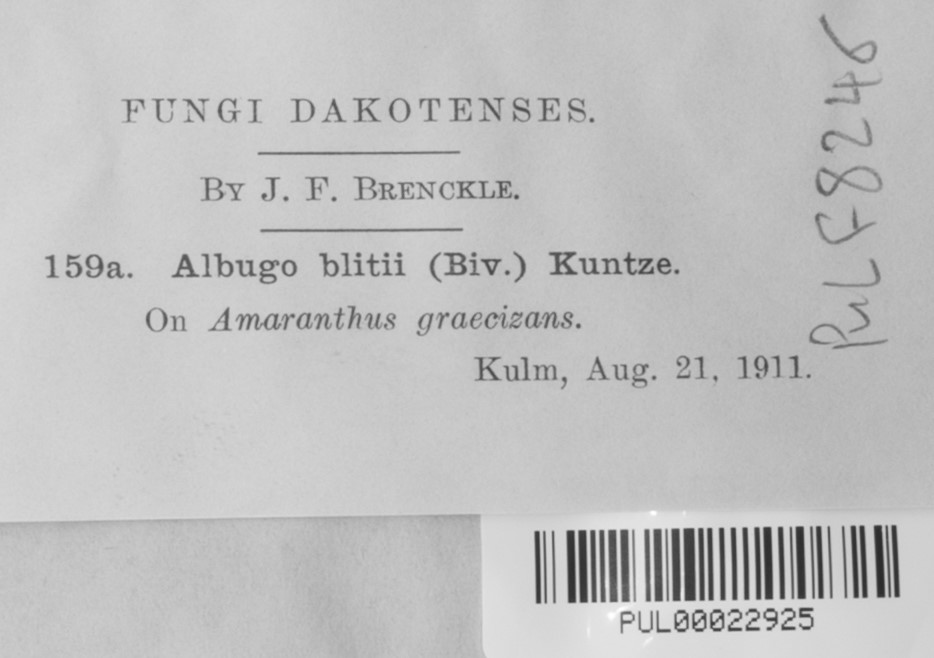 FUNGI DAKOTENSES.
BY J. F. BRENCKLE.
159a. Albugo blitii (Biv.) Kuntze.
On Amaranthus graecizans.
Kulm, Aug. 21, 1911.
PUL F8246
PUL00022925